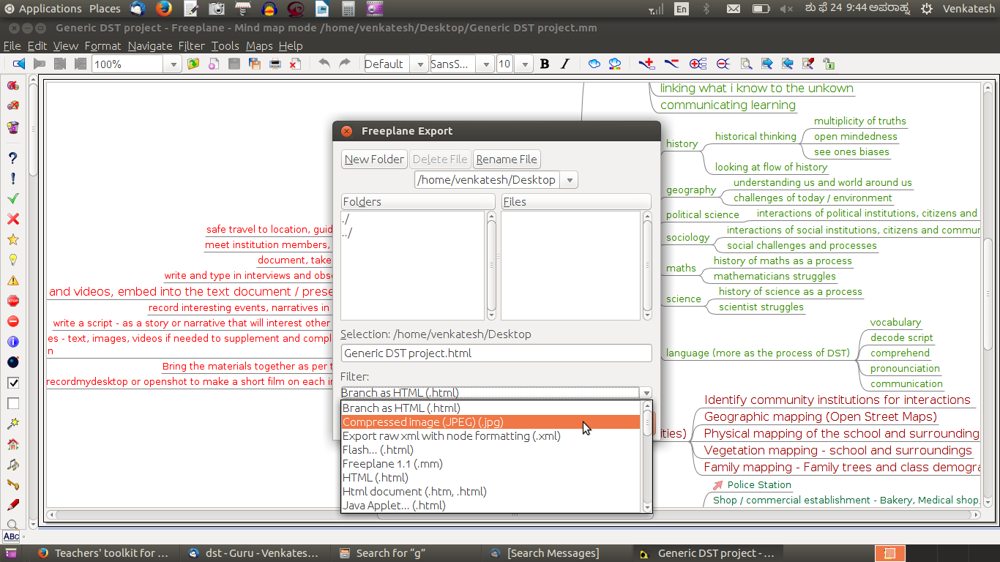 Applications Places En ಶು ಫೆ 24 9:44 ಅಪರಾಹ್ನ Venkatesh
Generic DST project - Freeplane - Mind map mode /home/venkatesh/Desktop/Generic DST project.mm
File Edit View Format Navigate Filter Tools Maps Help
100% Default SansS... 10 B I
linking what i know to the unkown
communicating learning
multiplicity of truths
historical thinking
open mindedness
history
see ones biases
looking at flow of history
understanding us and world around us
geography
challenges of today / environment
political science
interactions of political institutions, citizens and
interactions of social institutions, citizens and commun
sociology
social challenges and processes
history of maths as a process
maths
mathematicians struggles
history of science as a process
science
scientist struggles
vocabulary
decode script
language (more as the process of DST)
comprehend
pronounciation
communication
Identify community institutions for interactions
Geographic mapping (Open Street Maps)
ities)
Physical mapping of the school and surrounding
Vegetation mapping - school and surroundings
Family mapping - Family trees and class demogra
Police Station
Shop / commercial establishment - Bakery, Medical shop,
safe travel to location, guid
meet institution members,
document, take
write and type in interviews and obse
and videos, embed into the text document / prese
record interesting events, narratives in
write a script - as a story or narrative that will interest other
es - text, images, videos if needed to supplement and compl
n
Bring the materials together as per t
recordmydesktop or openshot to make a short film on each in
Freeplane Export
New Folder Delete File Rename File
/home/venkatesh/Desktop
Folders Files
./
../
Selection: /home/venkatesh/Desktop
Generic DST project.html
Filter:
Branch as HTML (.html)
Branch as HTML (.html)
Compressed image (JPEG) (.jpg)
Export raw xml with node formatting (.xml)
Flash... (.html)
Freeplane 1.1 (.mm)
HTML (.html)
Html document (.htm, .html)
Java Applet... (.html)
STOP
ABC
Teachers' toolkit for ... dst - Guru - Venkates... Search for “g” [Search Messages] Generic DST project - ...